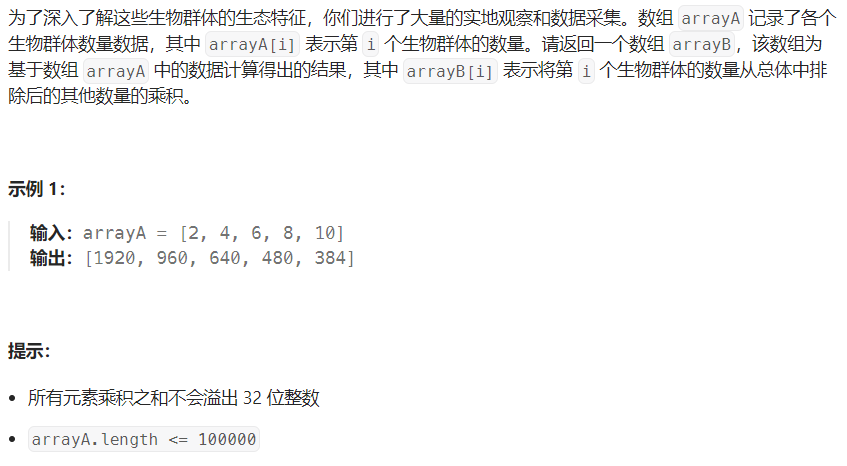 为了深入了解这些生物群体的生态特征，你们进行了大量的实地观察和数据采集。数组 arrayA 记录了各个
生物群体数量数据，其中 arrayA[i] 表示第 i 个生物群体的数量。请返回一个数组 arrayB，该数组为
基于数组 arrayA 中的数据计算得出的结果，其中 arrayB[i] 表示将第 i 个生物群体的数量从总体中排
除后的其他数量的乘积。
示例 1：
输入：arrayA = [2, 4, 6, 8, 10]
输出：[1920, 960, 640, 480, 384]
提示：
• 所有元素乘积之和不会溢出 32 位整数
• arrayA.length <= 100000